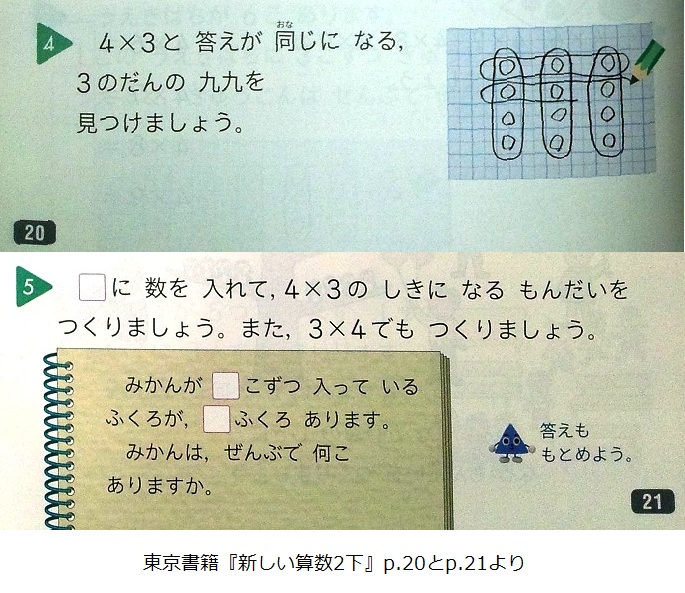 4 4×3と 答えが 同じに なる,
おな
3のだんの 九九を
見つけましょう。
20
5 □に 数を 入れて, 4×3の しきに なる もんだいを
つくりましょう。また, 3×4でも つくりましょう。
みかんが □こずつ 入って いる
ふくろが, □ふくろ あります。
みかんは, ぜんぶで 何こ
ありますか。
答えも
もとめよう。
21
東京書籍『新しい算数2下』p.20とp.21より